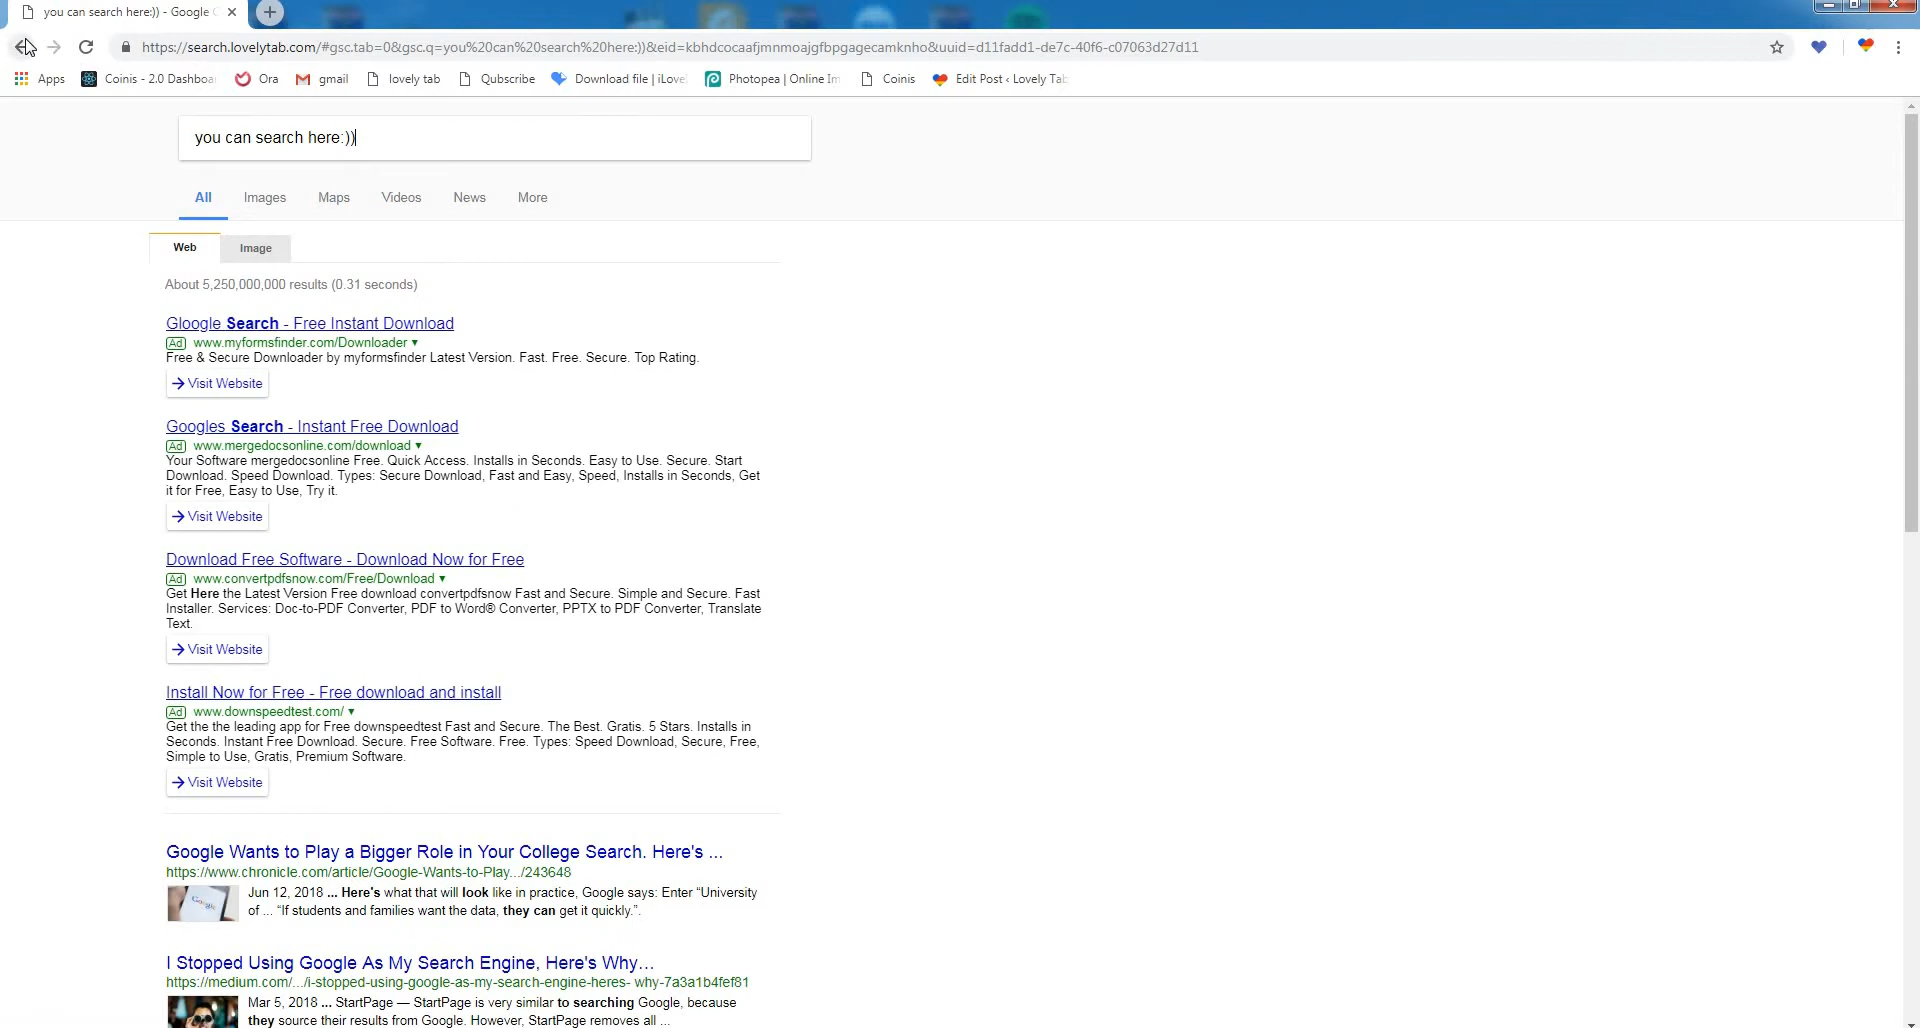 you can search here:)) - Google C
https://search.lovelytab.com/#gsc.tab=0&gsc.q=you%20can%20search%20here:))&eid=kbhdcocaafjmnmoajgfbpgagecamknho&uuid=d11fadd1-de7c-40f6-c07063d27d11
Apps Coinis - 2.0 Dashboa Ora gmail lovely tab Qubscribe Download file | iLove Photopea | Online Im Coinis Edit Post ‹ Lovely Tab
you can search here:))
All Images Maps Videos News More
Web Image
About 5,250,000,000 results (0.31 seconds)
Gloogle Search - Free Instant Download
Ad www.myformsfinder.com/Downloader ▼
Free & Secure Downloader by myformsfinder Latest Version. Fast. Free. Secure. Top Rating.
→ Visit Website
Googles Search - Instant Free Download
Ad www.mergedocsonline.com/download ▼
Your Software mergedocsonline Free. Quick Access. Installs in Seconds. Easy to Use. Secure. Start
Download. Speed Download. Types: Secure Download, Fast and Easy, Speed, Installs in Seconds, Get
it for Free, Easy to Use, Try it.
→ Visit Website
Download Free Software - Download Now for Free
Ad www.convertpdfsnow.com/Free/Download ▼
Get Here the Latest Version Free download convertpdfsnow Fast and Secure. Simple and Secure. Fast
Installer. Services: Doc-to-PDF Converter, PDF to Word® Converter, PPTX to PDF Converter, Translate
Text.
→ Visit Website
Install Now for Free - Free download and install
Ad www.downspeedtest.com/ ▼
Get the the leading app for Free downspeedtest Fast and Secure. The Best. Gratis. 5 Stars. Installs in
Seconds. Instant Free Download. Secure. Free Software. Free. Types: Speed Download, Secure, Free,
Simple to Use, Gratis, Premium Software.
→ Visit Website
Google Wants to Play a Bigger Role in Your College Search. Here's ...
https://www.chronicle.com/article/Google-Wants-to-Play.../243648
Google
Jun 12, 2018 ... Here's what that will look like in practice, Google says: Enter “University
of ... “If students and families want the data, they can get it quickly.”.
I Stopped Using Google As My Search Engine, Here's Why…
https://medium.com/.../i-stopped-using-google-as-my-search-engine-heres- why-7a3a1b4fef81
Mar 5, 2018 ... StartPage — StartPage is very similar to searching Google, because
they source their results from Google. However, StartPage removes all ...